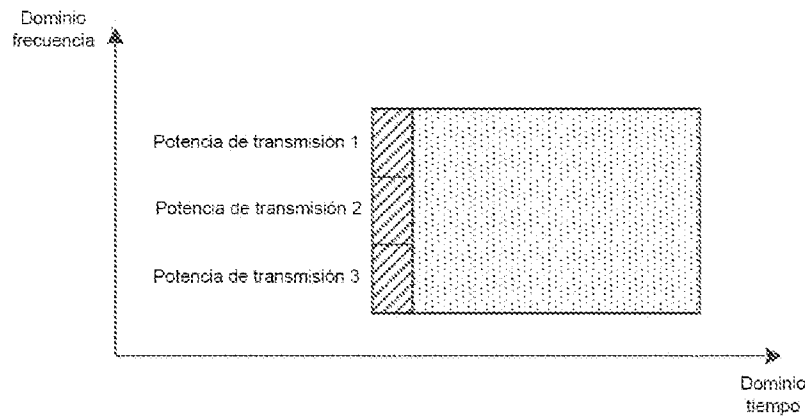 Dominio
frecuencia
Potencia de transmisión 1
Potencia de transmisión 2
Potencia de transmisión 3
Dominio
tiempo